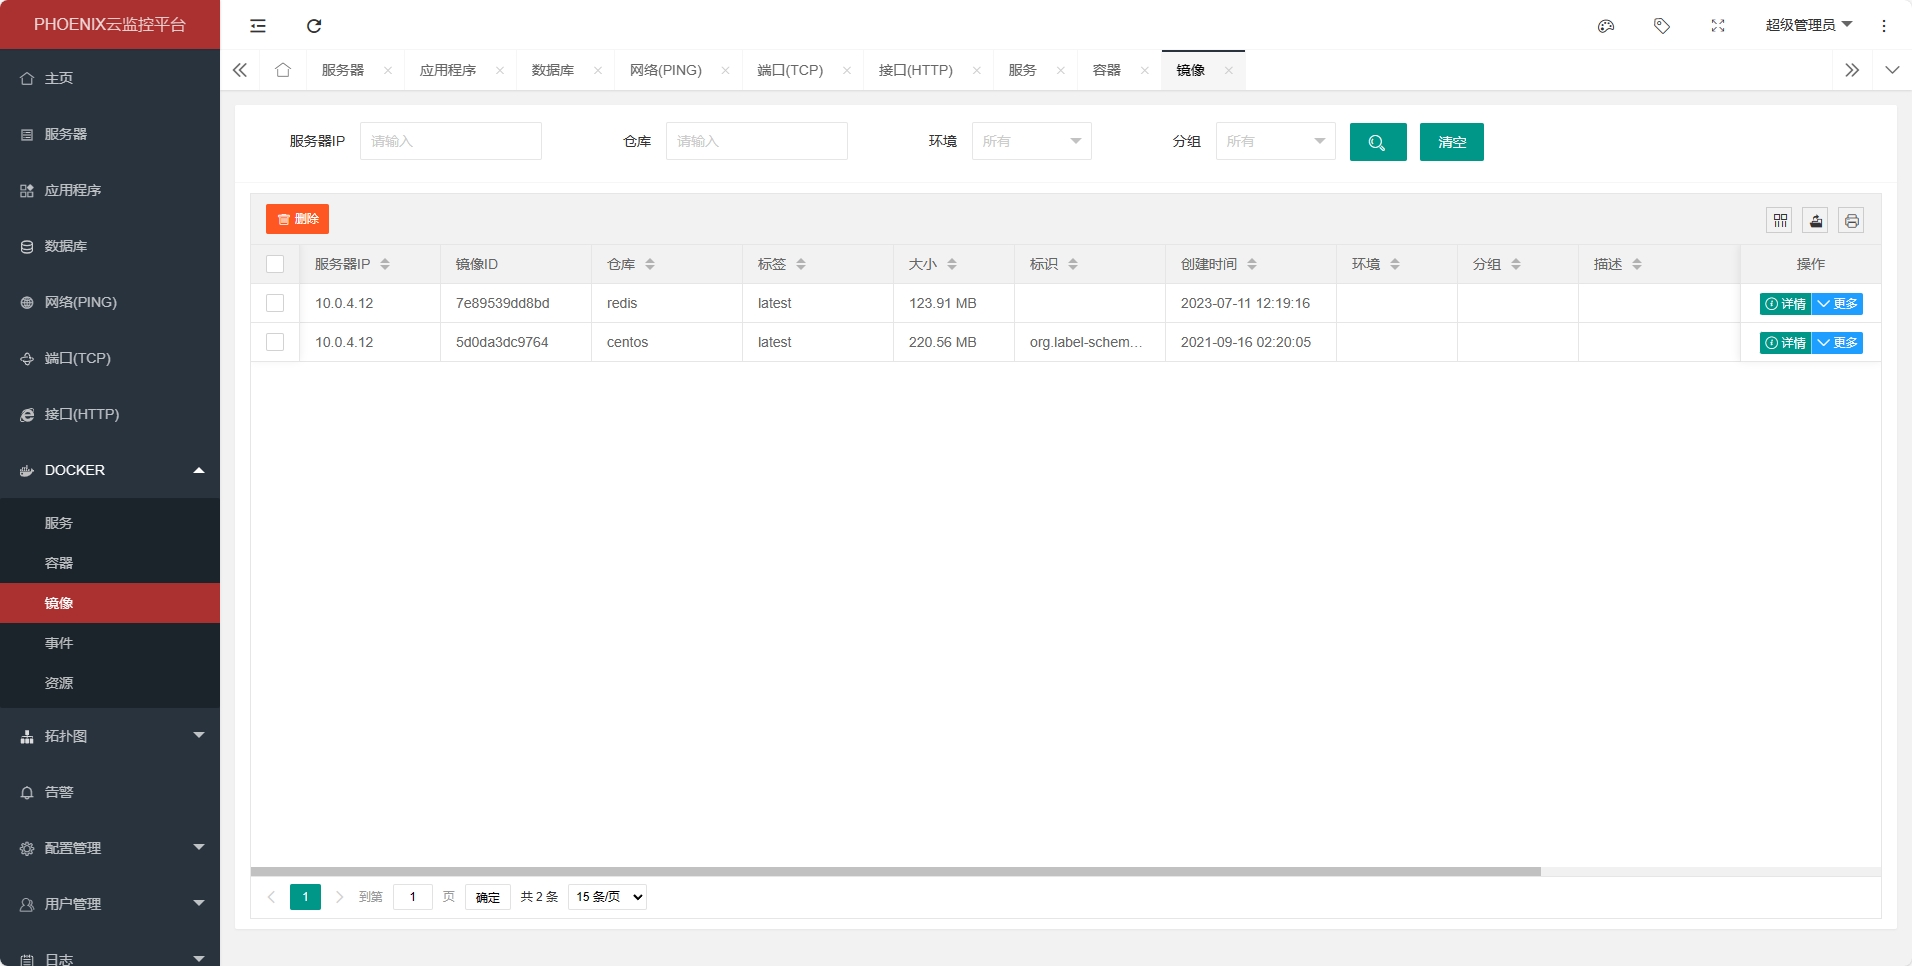 PHOENIX云监控平台
超级管理员
主页
服务器
应用程序
数据库
网络(PING)
端口(TCP)
接口(HTTP)
DOCKER
服务
容器
镜像
事件
资源
拓扑图
告警
配置管理
用户管理
日志
服务器 应用程序 数据库 网络(PING) 端口(TCP) 接口(HTTP) 服务 容器 镜像
服务器IP 请输入 仓库 请输入 环境 所有 分组 所有 清空
删除
服务器IP 镜像ID 仓库 标签 大小 标识 创建时间 环境 分组 描述 操作
10.0.4.12 7e89539dd8bd redis latest 123.91 MB 2023-07-11 12:19:16 详情 更多
10.0.4.12 5d0da3dc9764 centos latest 220.56 MB org.label-schem... 2021-09-16 02:20:05 详情 更多
1 到第 1 页 确定 共 2 条 15 条/页